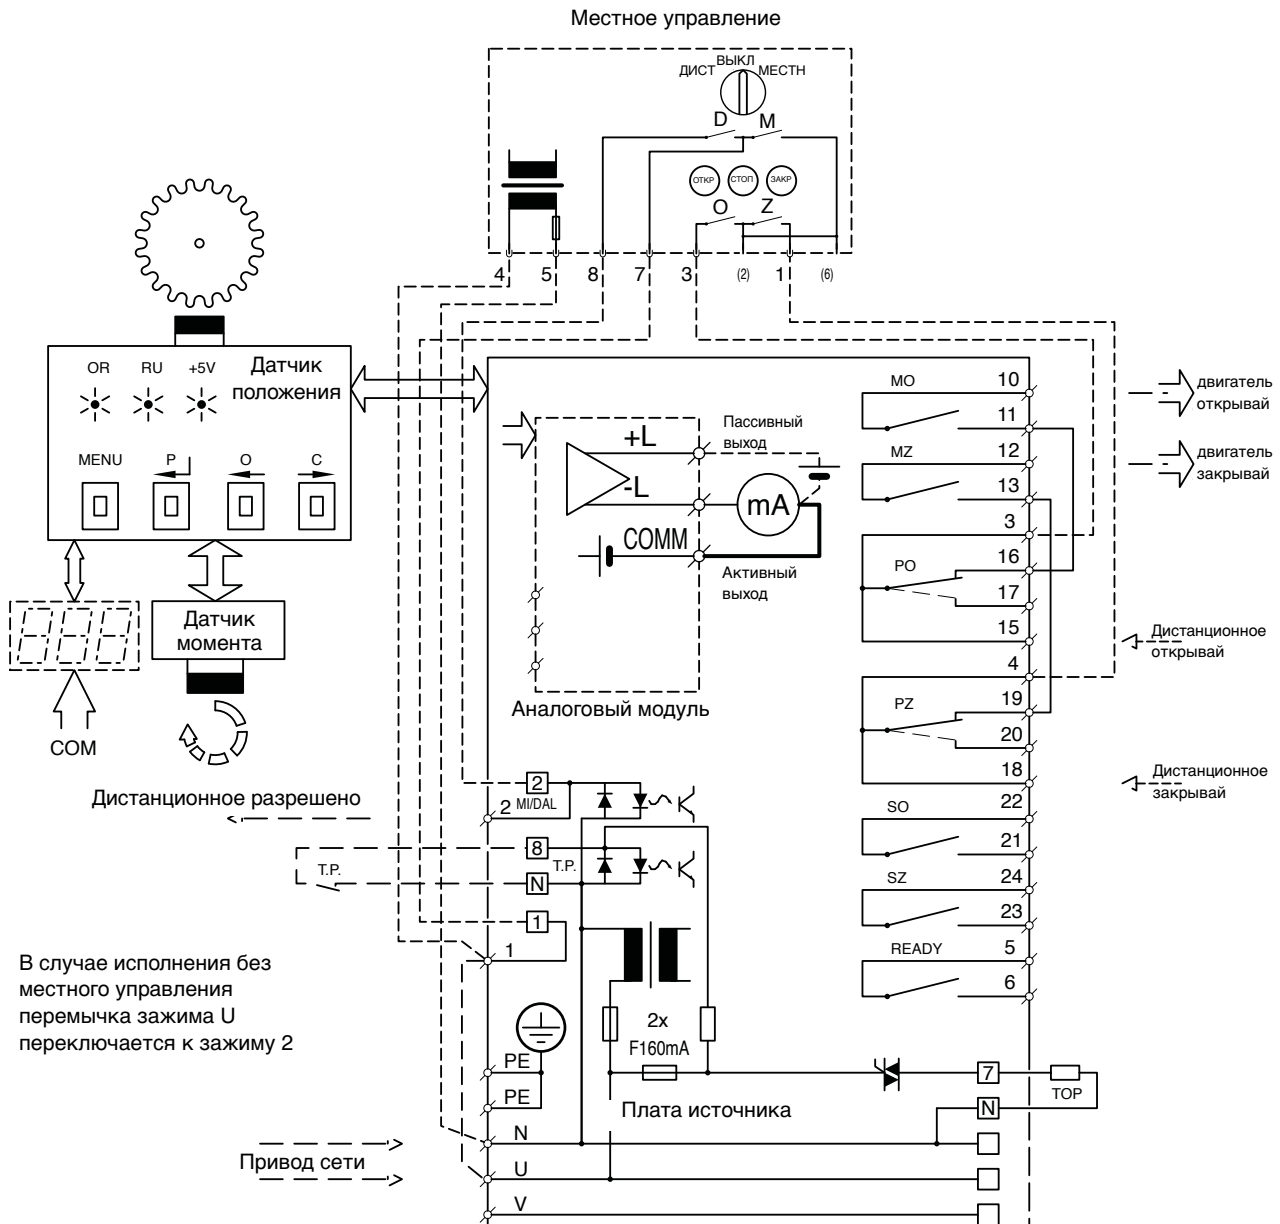 Местное управление
ДИСТ ВЫКЛ МЕСТН
D M
ОТКР СТОП ЗАКР
O Z
4 5 8 7 3 (2) 1 (6)
OR RU +5V
Датчик
положения
MENU P O C
Датчик
момента
COM
+L
-L
COMM
mA
Пассивный
выход
Активный
выход
Аналоговый модуль
MO 10
11
MZ 12
13
3
PO 16
17
15
4
PZ 19
20
18
SO 22
21
SZ 24
23
READY 5
6
двигатель
открывай
двигатель
закрывай
Дистанционное
открывай
Дистанционное
закрывай
Дистанционное разрешено
2
2 MI/DAL
8
T.P. T.P.
N
1
1
В случае исполнения без
местного управления
перемычка зажима U
переключается к зажиму 2
2x
F160mA
PE
PE
7
TOP
N
Плата источника
N
Привод сети
U
V